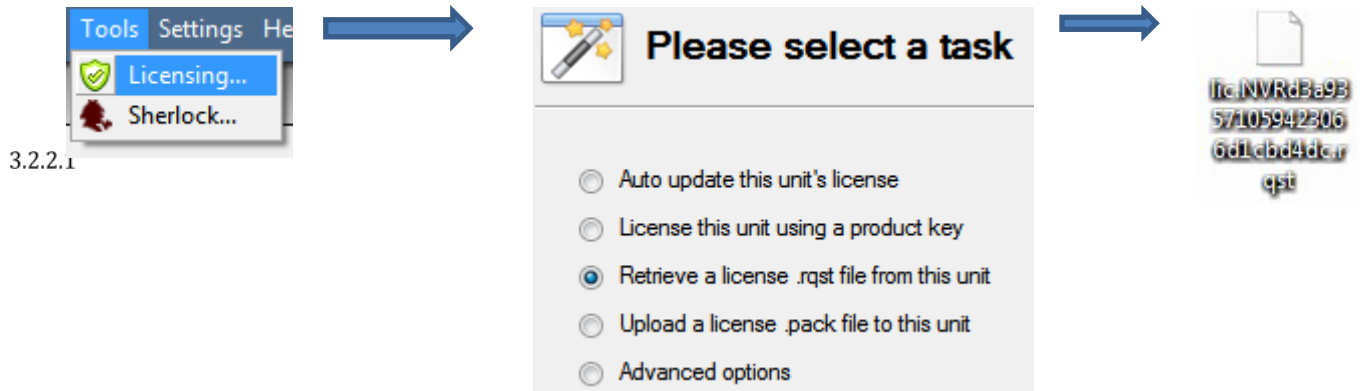 Tools Settings He
Licensing...
Sherlock...
3.2.2.1
Please select a task
Auto update this unit's license
License this unit using a product key
Retrieve a license .rqst file from this unit
Upload a license .pack file to this unit
Advanced options
lic.NVRd3a93
57105942306
6d1cbd4dc.r
qst